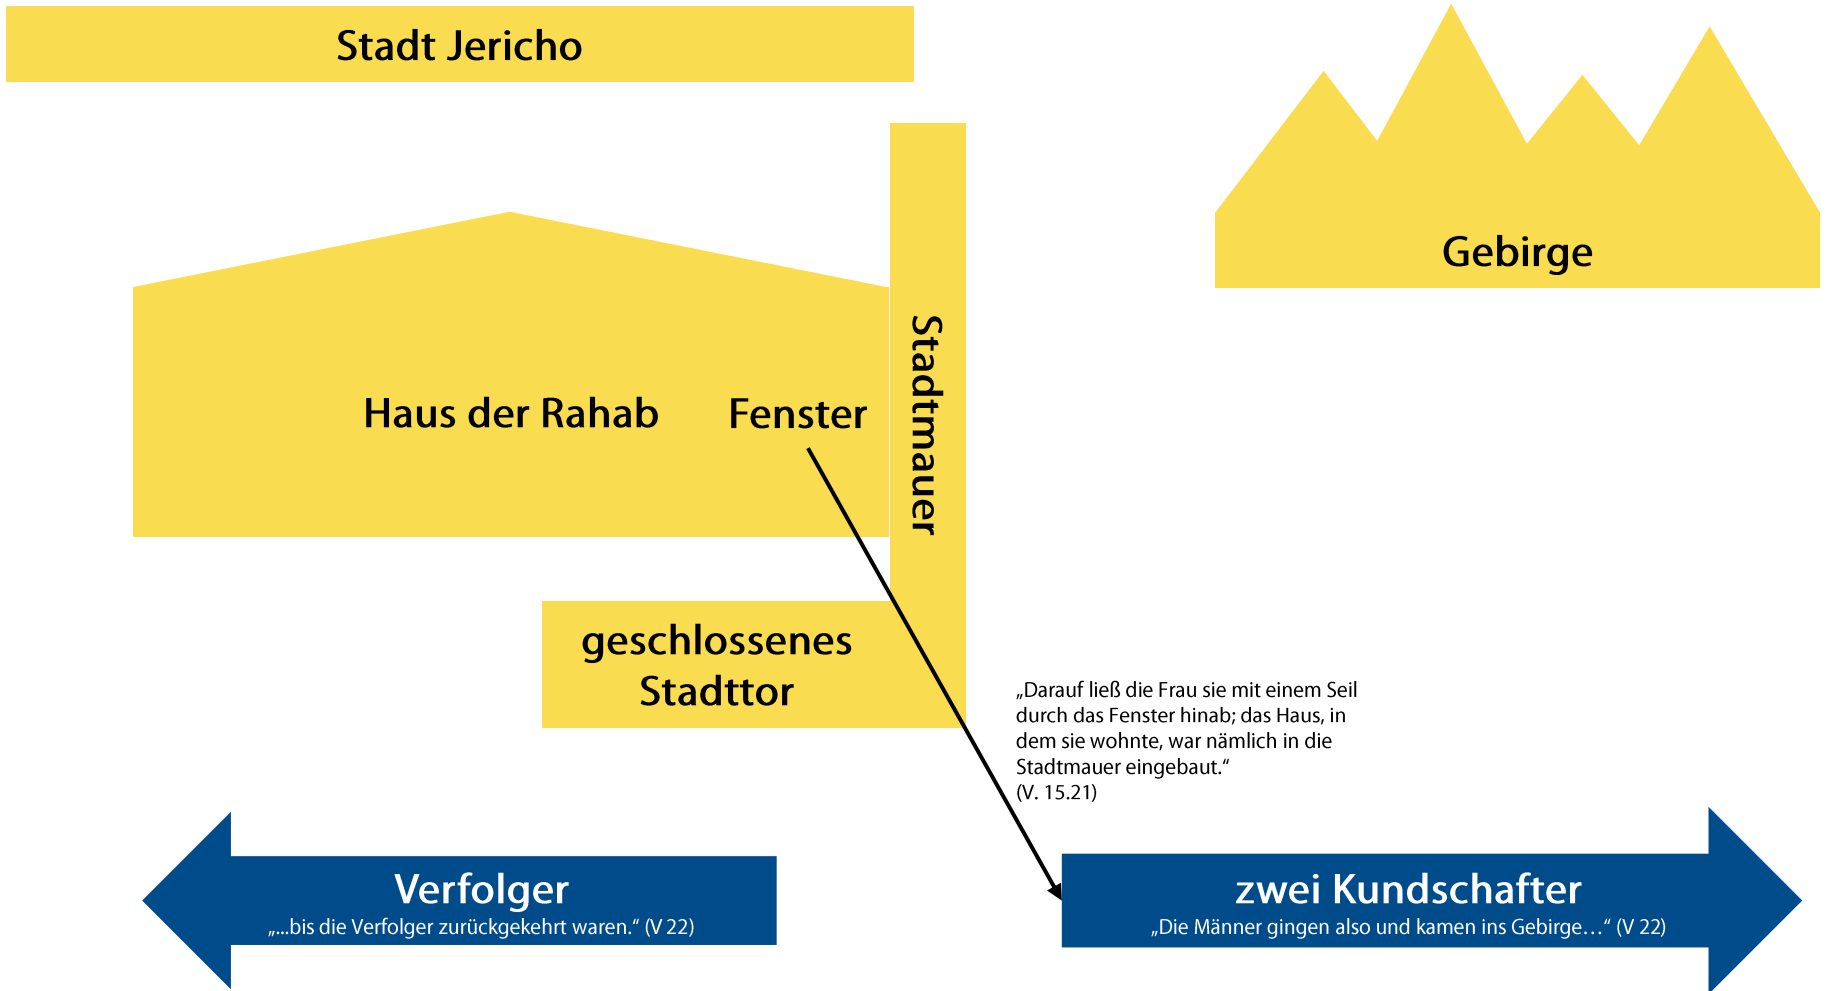 Stadt Jericho
Gebirge
Stadtmauer
Haus der Rahab
Fenster
geschlossenes
Stadttor
„Darauf ließ die Frau sie mit einem Seil
durch das Fenster hinab; das Haus, in
dem sie wohnte, war nämlich in die
Stadtmauer eingebaut.“
(V. 15.21)
Verfolger
„...bis die Verfolger zurückgekehrt waren.“ (V 22)
zwei Kundschafter
„Die Männer gingen also und kamen ins Gebirge…“ (V 22)